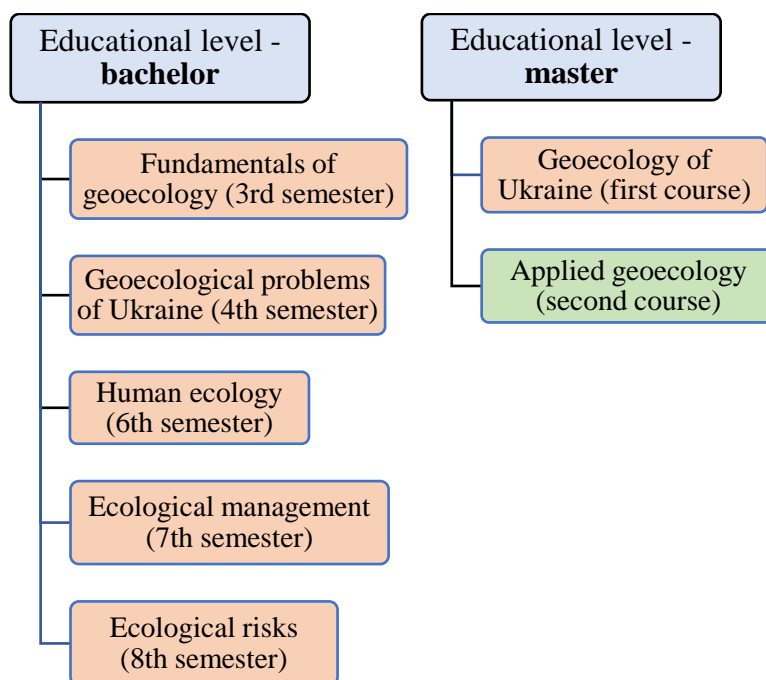 Educational level -
bachelor
Fundamentals of
geoecology (3rd semester)
Geoecological problems
of Ukraine (4th semester)
Human ecology
(6th semester)
Ecological management
(7th semester)
Ecological risks
(8th semester)
Educational level -
master
Geoecology of
Ukraine (first course)
Applied geoecology
(second course)